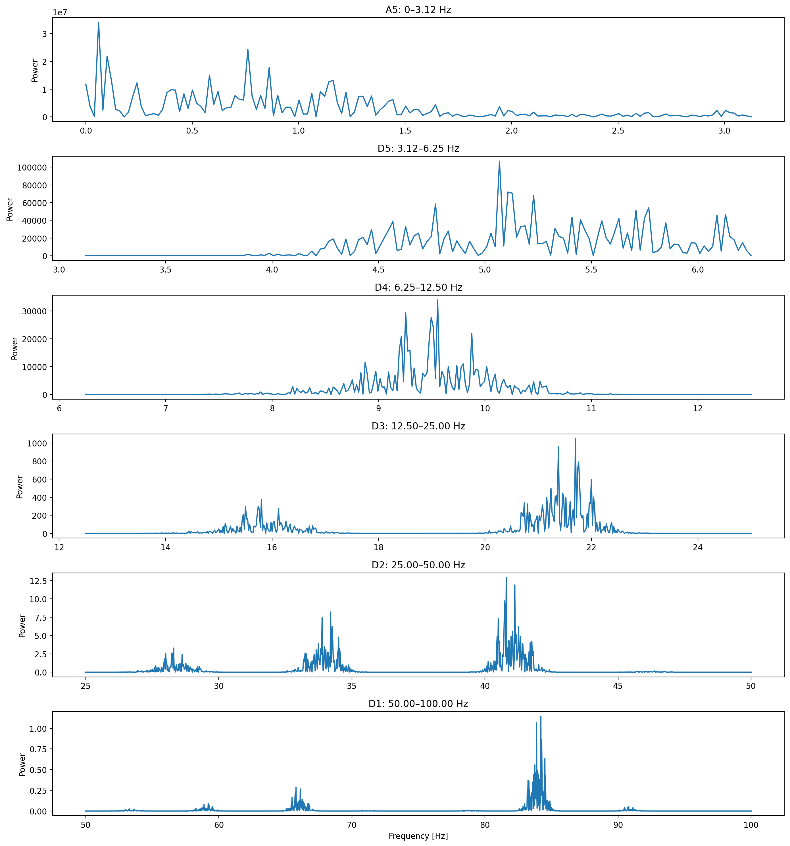 A5: 0–3.12 Hz
1e7
Power
3
2
1
0
0.0 0.5 1.0 1.5 2.0 2.5 3.0
D5: 3.12–6.25 Hz
Power
100000
80000
60000
40000
20000
0
3.0 3.5 4.0 4.5 5.0 5.5 6.0
D4: 6.25–12.50 Hz
Power
30000
20000
10000
0
6 7 8 9 10 11 12
D3: 12.50–25.00 Hz
Power
1000
800
600
400
200
0
12 14 16 18 20 22 24
D2: 25.00–50.00 Hz
Power
12.5
10.0
7.5
5.0
2.5
0.0
25 30 35 40 45 50
D1: 50.00–100.00 Hz
Power
1.00
0.75
0.50
0.25
0.00
50 60 70 80 90 100
Frequency [Hz]